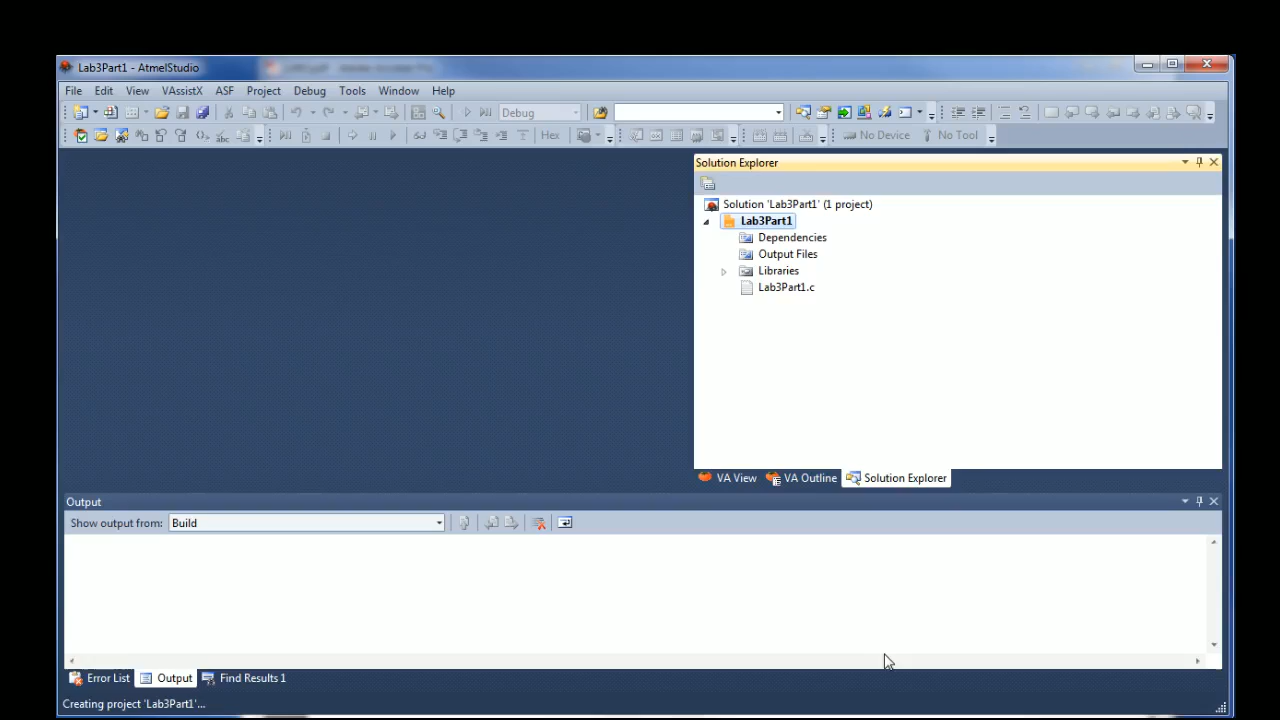 Lab3Part1 - AtmelStudio
File Edit View VAssistX ASF Project Debug Tools Window Help
Debug
Hex No Device No Tool
Solution Explorer
Solution 'Lab3Part1' (1 project)
Lab3Part1
Dependencies
Output Files
Libraries
Lab3Part1.c
VA View VA Outline Solution Explorer
Output
Show output from: Build
Error List Output Find Results 1
Creating project 'Lab3Part1'...